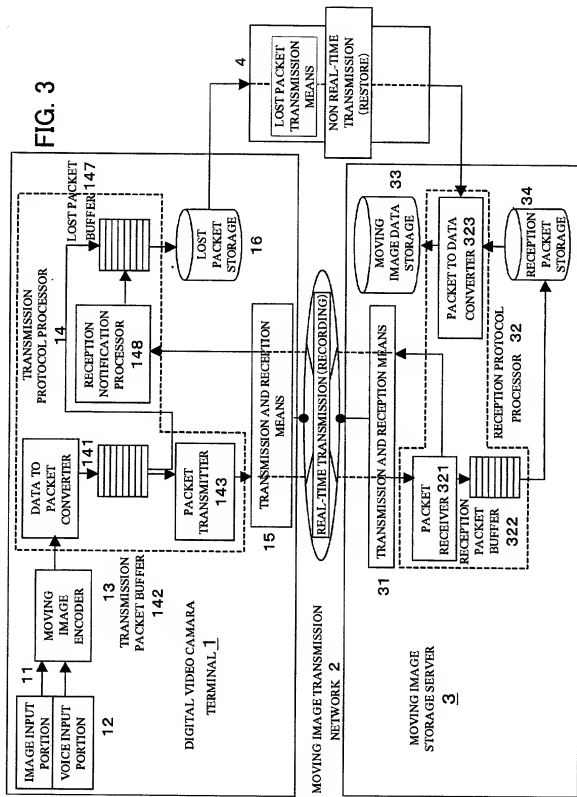 FIG. 3
IMAGE INPUT
PORTION
11
VOICE INPUT
PORTION
12
MOVING
IMAGE
ENCODER
13
TRANSMISSION
PACKET BUFFER
142
DATA TO
PACKET
CONVERTER
141
PACKET
TRANSMITTER
143
TRANSMISSION
PROTOCOL PROCESSOR
14
RECEPTION
NOTIFICATION
PROCESSOR
148
LOST PACKET
BUFFER 147
LOST
PACKET
STORAGE
16
DIGITAL VIDEO CAMARA
TERMINAL 1
TRANSMISSION AND RECEPTION
MEANS
15
4
LOST PACKET
TRANSMISSION
MEANS
NON REAL-TIME
TRANSMISSION
(RESTORE)
MOVING IMAGE TRANSMISSION
NETWORK 2
REAL-TIME TRANSMISSION (RECORDING)
31
TRANSMISSION AND RECEPTION MEANS
MOVING IMAGE
STORAGE SERVER
3
PACKET
RECEIVER 321
RECEPTION
PACKET
BUFFER
322
RECEPTION PROTOCOL
PROCESSOR 32
PACKET TO DATA
CONVERTER 323
MOVING
IMAGE DATA
STORAGE
33
RECEPTION
PACKET
STORAGE
34